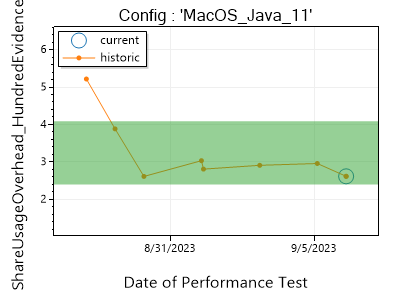 Config : 'MacOS_Java_11'
ShareUsageOverhead_HundredEvidence
current
historic
6
5
4
3
2
8/31/2023
9/5/2023
Date of Performance Test